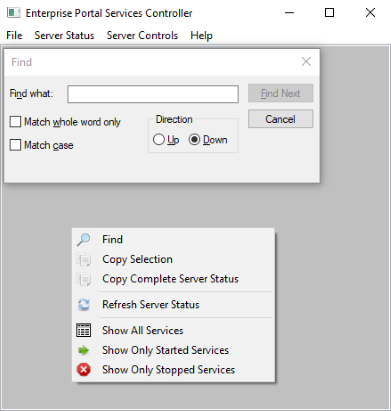 Enterprise Portal Services Controller
File Server Status Server Controls Help
Find
Find what: Find Next
Match whole word only Direction Cancel
Match case Up Down
Find
Copy Selection
Copy Complete Server Status
Refresh Server Status
Show All Services
Show Only Started Services
Show Only Stopped Services